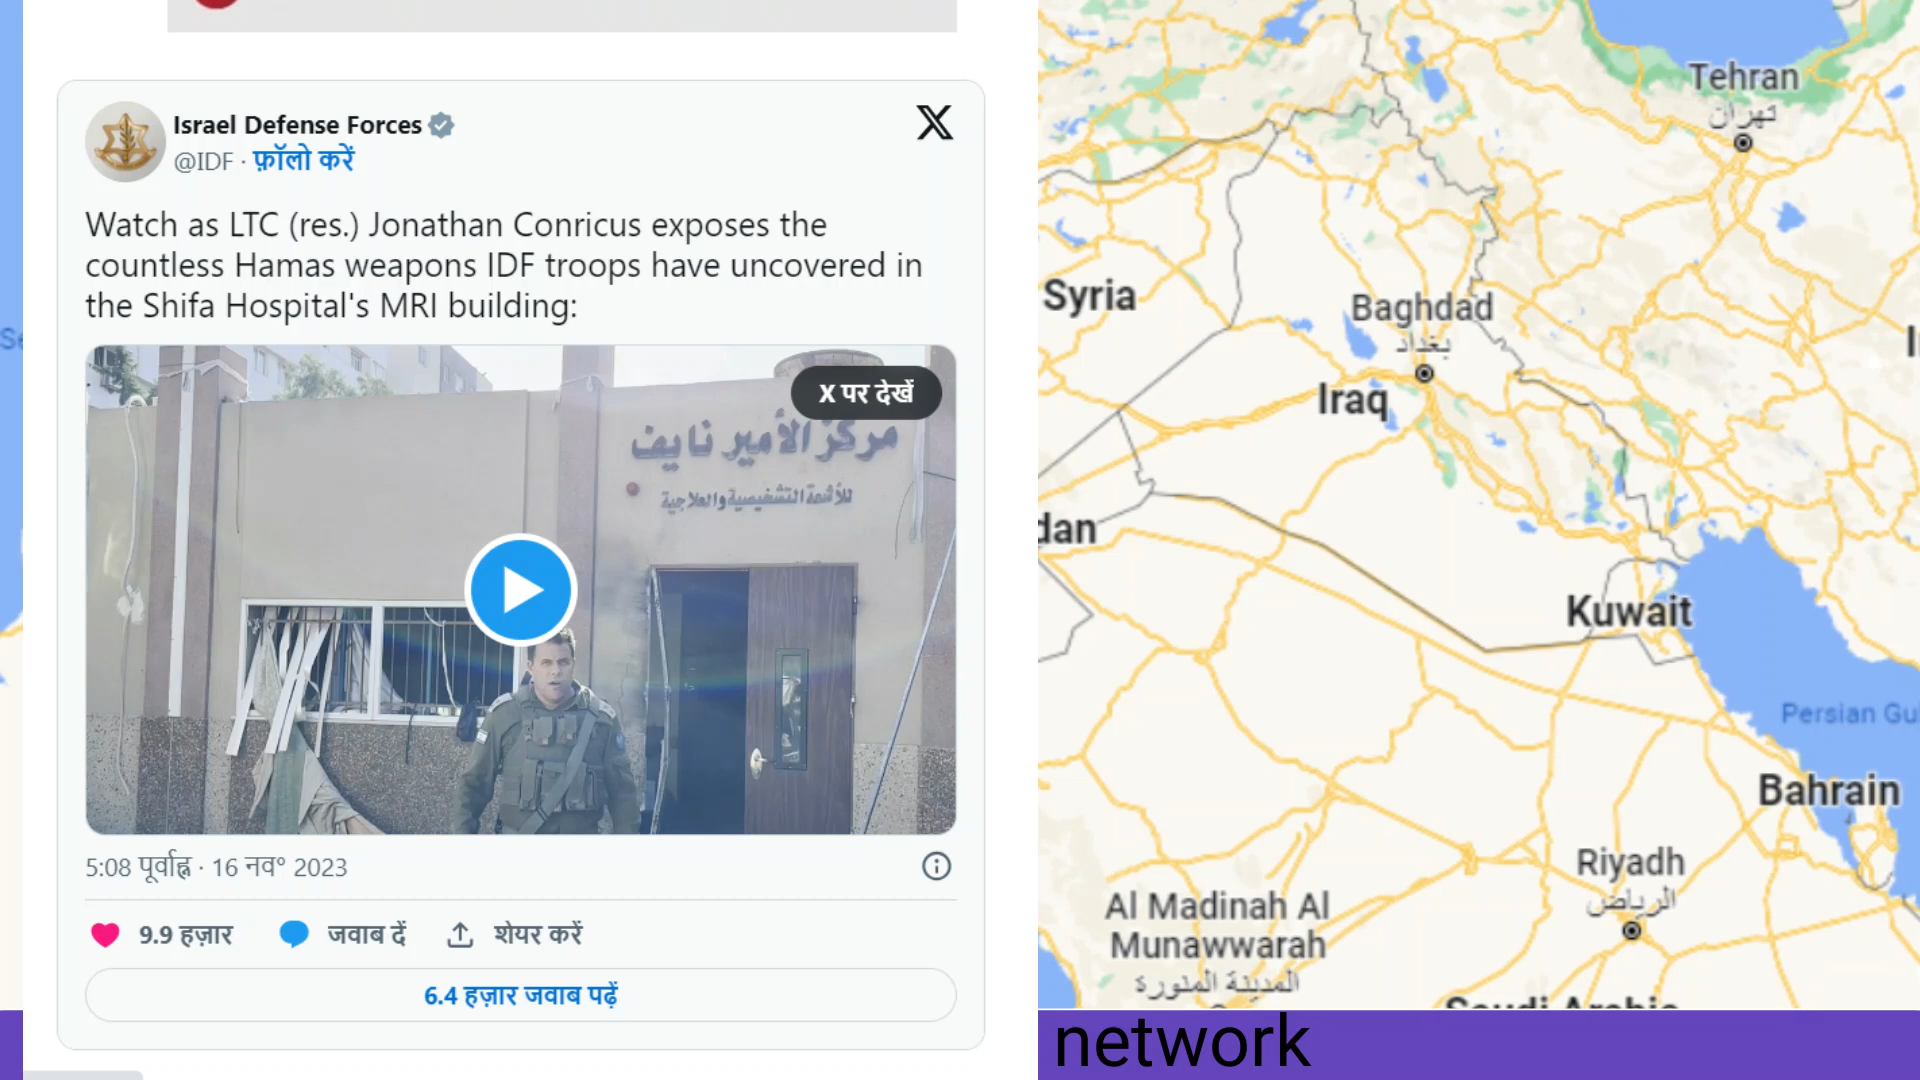 Israel Defense Forces
@IDF · फ़ॉलो करें
Watch as LTC (res.) Jonathan Conricus exposes the
countless Hamas weapons IDF troops have uncovered in
the Shifa Hospital's MRI building:
X पर देखें
مركز الأمير نايف
للأشعة التشخيصية والعلاجية
5:08 पूर्वाह्न · 16 नव॰ 2023
9.9 हज़ार
जवाब दें
शेयर करें
6.4 हज़ार जवाब पढ़ें
Tehran
تهران
Syria
Baghdad
بغداد
Iraq
dan
Kuwait
Persian Gu
Bahrain
Riyadh
الرياض
Al Madinah Al
Munawwarah
المدينة المنورة
Saudi Arabia
network